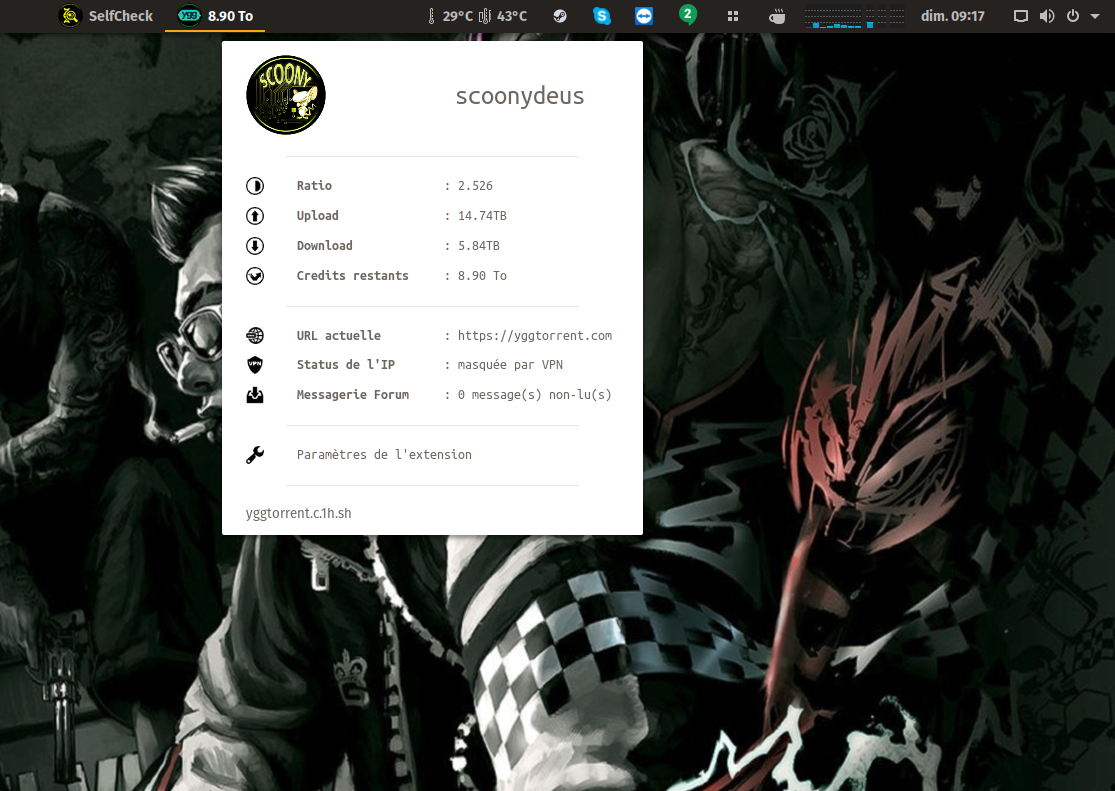 SelfCheck
YGG 8.90 To
29°C 43°C
2
dim. 09:17
SCOONY
scoonydeus
Ratio : 2.526
Upload : 14.74TB
Download : 5.84TB
Credits restants : 8.90 To
URL actuelle : https://yggtorrent.com
VPN Status de l'IP : masquée par VPN
Messagerie Forum : 0 message(s) non-lu(s)
Paramètres de l'extension
yggtorrent.c.1h.sh